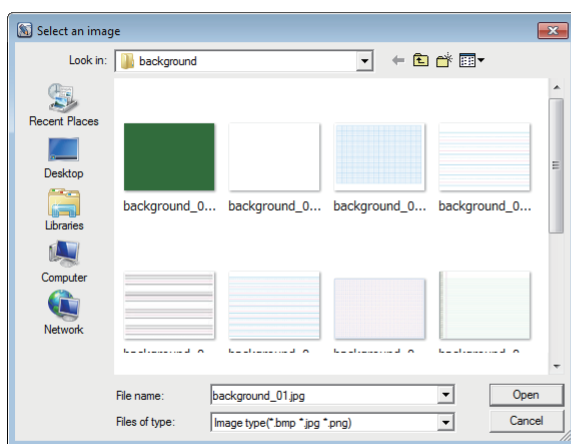 Select an image
Look in: background
Recent Places
Desktop
Libraries
Computer
Network
background_0... background_0... background_0... background_0...
File name: background_01.jpg Open
Files of type: Image type(*.bmp *.jpg *.png) Cancel